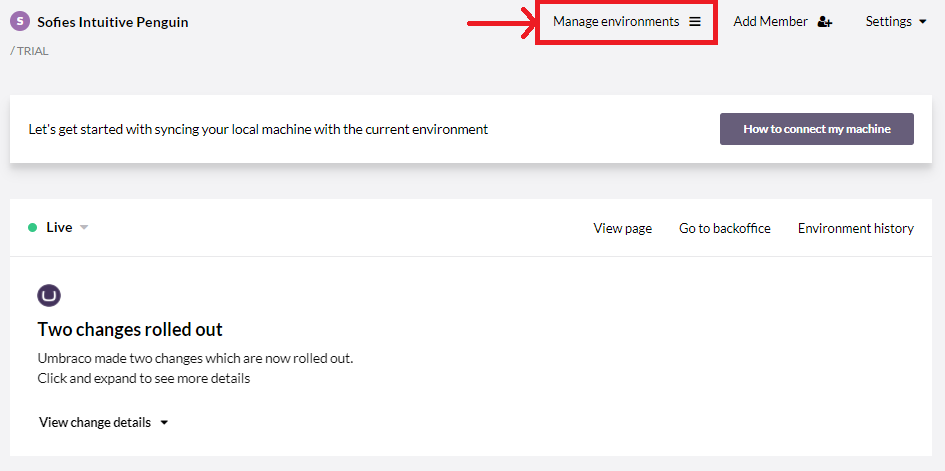 S Sofies Intuitive Penguin
Manage environments
Add Member
Settings
/ TRIAL
Let's get started with syncing your local machine with the current environment
How to connect my machine
Live
View page
Go to backoffice
Environment history
Two changes rolled out
Umbraco made two changes which are now rolled out.
Click and expand to see more details
View change details